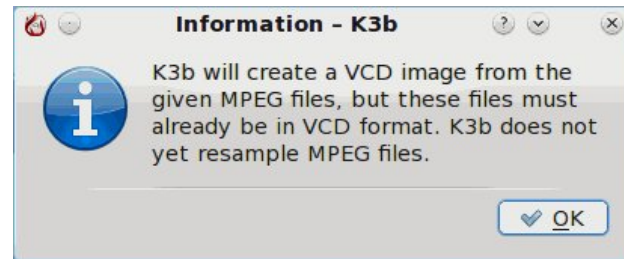 Information – K3b
K3b will create a VCD image from the
given MPEG files, but these files must
already be in VCD format. K3b does not
yet resample MPEG files.
OK